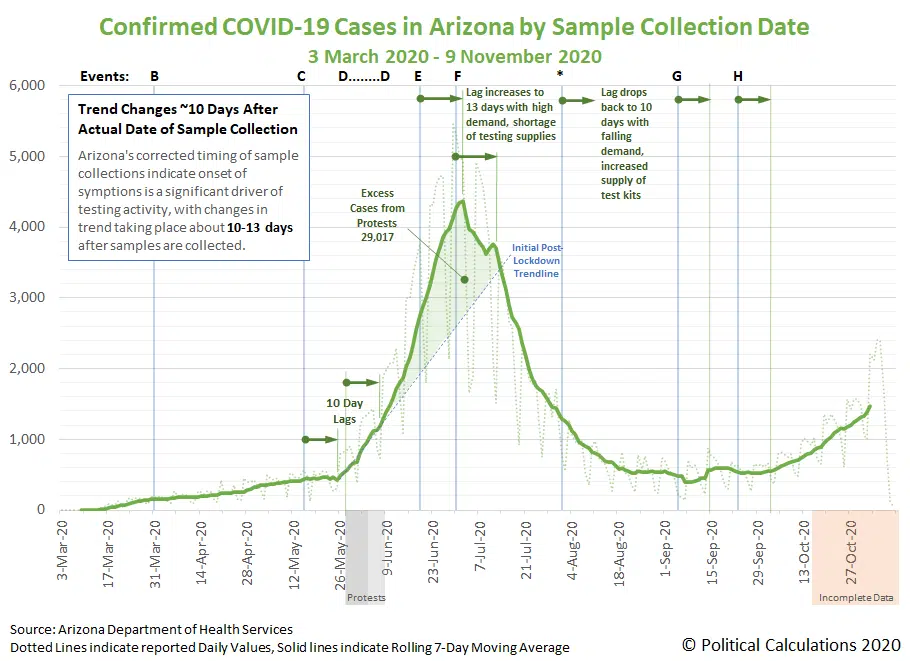 Confirmed COVID-19 Cases in Arizona by Sample Collection Date
3 March 2020 - 9 November 2020
Events: B C D........D E F * G H
6,000
5,000
4,000
3,000
2,000
1,000
0
Trend Changes ~10 Days After
Actual Date of Sample Collection
Arizona's corrected timing of sample
collections indicate onset of
symptoms is a significant driver of
testing activity, with changes in
trend taking place about 10-13 days
after samples are collected.
Lag increases to
13 days with high
demand, shortage
of testing supplies
Lag drops
back to 10
days with
falling
demand,
increased
supply of
test kits
Excess
Cases from
Protests
29,017
Initial Post-
Lockdown
Trendline
10 Day
Lags
3-Mar-20
17-Mar-20
31-Mar-20
14-Apr-20
28-Apr-20
12-May-20
26-May-20
9-Jun-20
23-Jun-20
7-Jul-20
21-Jul-20
4-Aug-20
18-Aug-20
1-Sep-20
15-Sep-20
29-Sep-20
13-Oct-20
27-Oct-20
Protests
Incomplete Data
Source: Arizona Department of Health Services
Dotted Lines indicate reported Daily Values, Solid lines indicate Rolling 7-Day Moving Average
© Political Calculations 2020